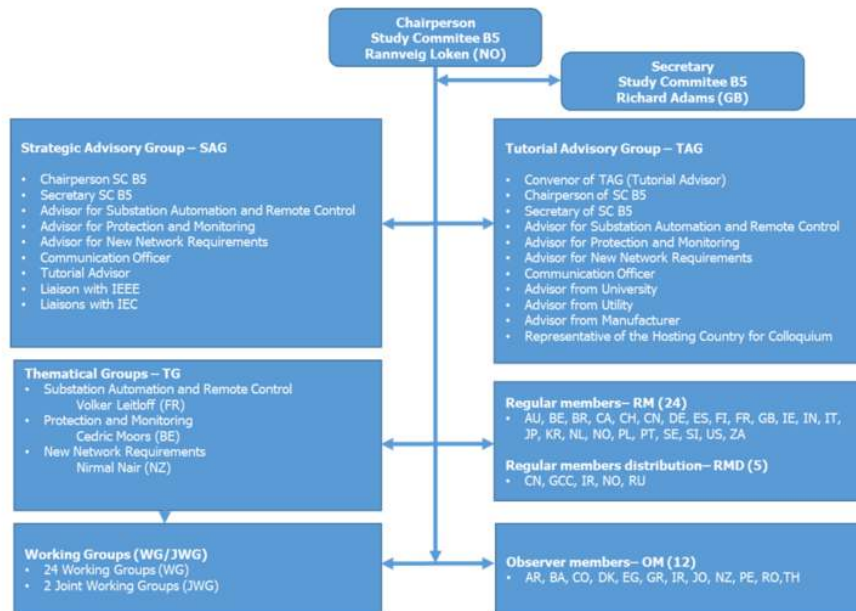 Chairperson
Study Commitee B5
Rannveig Loken (NO)
Secretary
Study Commitee B5
Richard Adams (GB)
Strategic Advisory Group – SAG
• Chairperson SC B5
• Secretary SC B5
• Advisor for Substation Automation and Remote Control
• Advisor for Protection and Monitoring
• Advisor for New Network Requirements
• Communication Officer
• Tutorial Advisor
• Liaison with IEEE
• Liaisons with IEC
Tutorial Advisory Group – TAG
• Convenor of TAG (Tutorial Advisor)
• Chairperson of SC B5
• Secretary of SC B5
• Advisor for Substation Automation and Remote Control
• Advisor for Protection and Monitoring
• Advisor for New Network Requirements
• Communication Officer
• Advisor from University
• Advisor from Utility
• Advisor from Manufacturer
• Representative of the Hosting Country for Colloquium
Thematical Groups – TG
• Substation Automation and Remote Control
Volker Leitloff (FR)
• Protection and Monitoring
Cedric Moors (BE)
• New Network Requirements
Nirmal Nair (NZ)
Regular members– RM (24)
• AU, BE, BR, CA, CH, CN, DE, ES, FI, FR, GB, IE, IN, IT,
JP, KR, NL, NO, PL, PT, SE, SI, US, ZA
Regular members distribution– RMD (5)
• CN, GCC, IR, NO, RU
Working Groups (WG/JWG)
• 24 Working Groups (WG)
• 2 Joint Working Groups (JWG)
Observer members– OM (12)
• AR, BA, CO, DK, EG, GR, IR, JO, NZ, PE, RO,TH